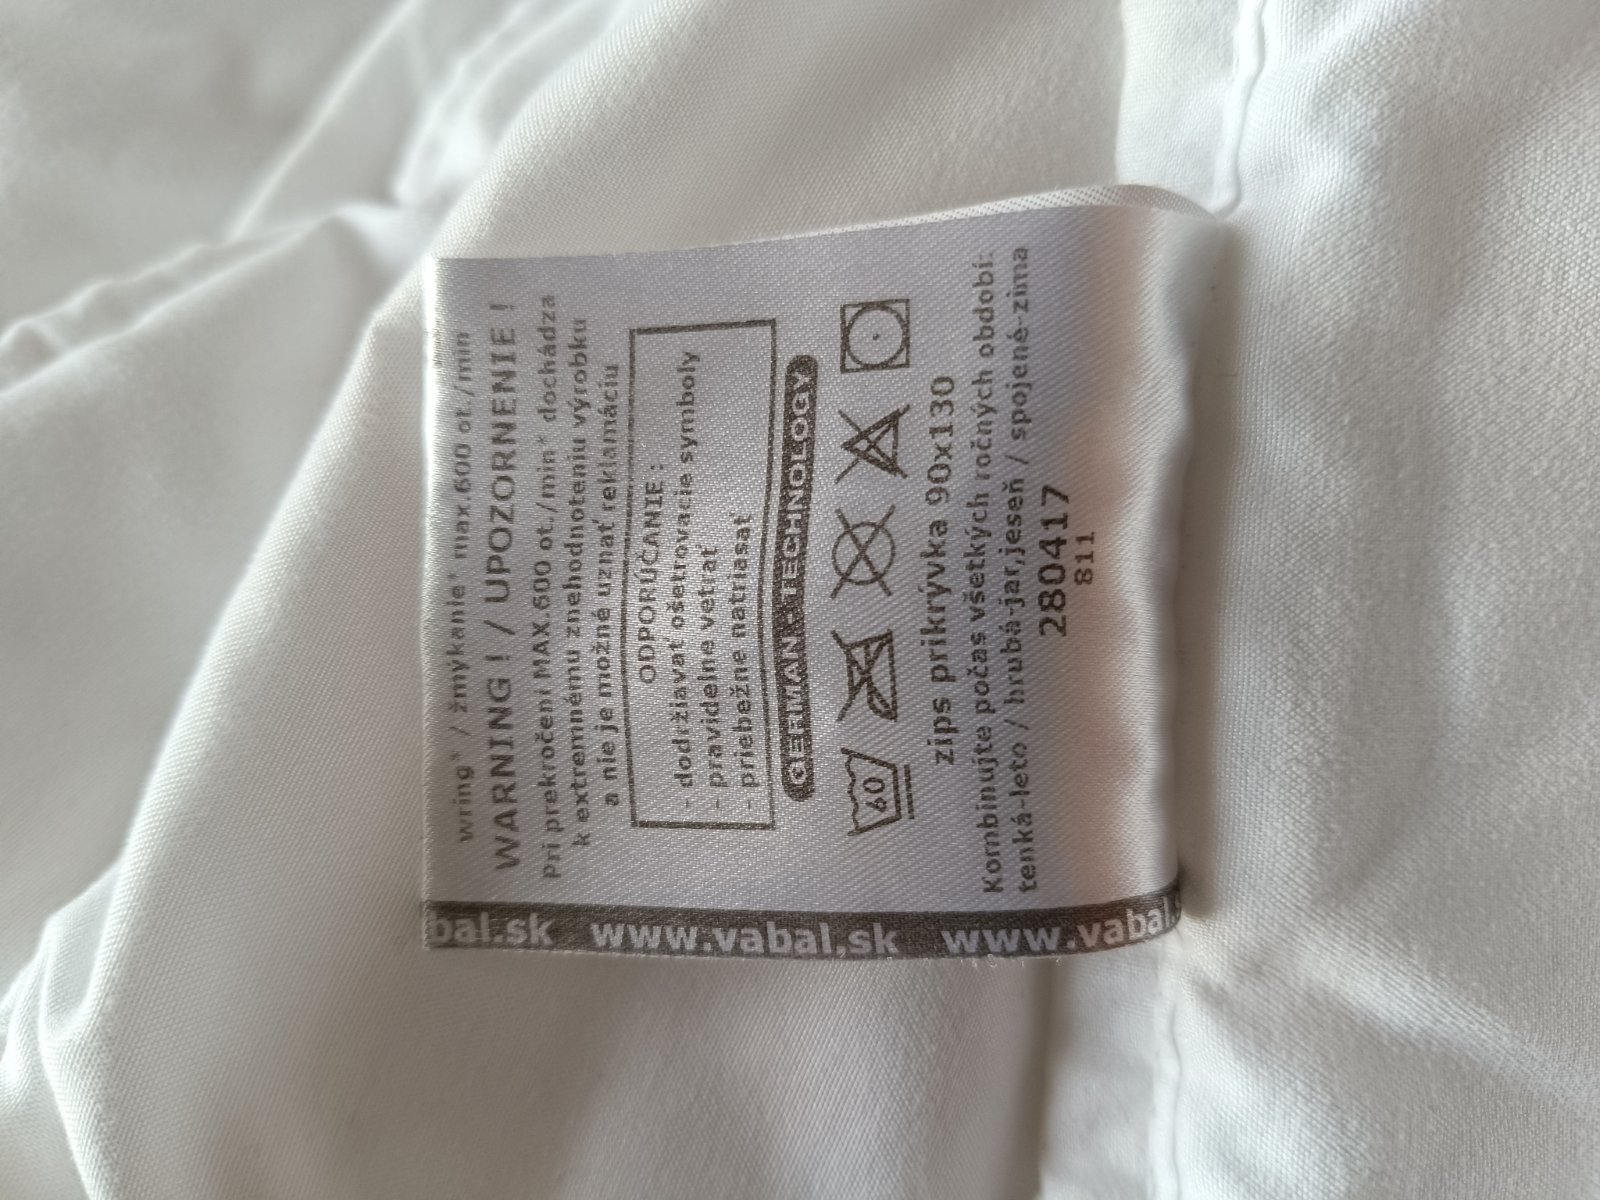 wring* / žmýkanie* max.600 ot./min
WARNING ! / UPOZORNENIE !
Pri prekročení MAX.600 ot./min* dochádza
k extremnému znehodnoteniu výrobku
a nie je možné uznať reklamáciu
ODPORÚČANIE :
- dodržiavať ošetrovacie symboly
- pravidelne vetrať
- priebežne natriasať
GERMAN TECHNOLOGY
60
zips prikrývka 90x130
Kombinujte počas všetkých ročných období:
tenká-leto / hrubá-jar,jeseň / spojené-zima
280417
811
bal.sk www.vabal.sk www.vabal.s